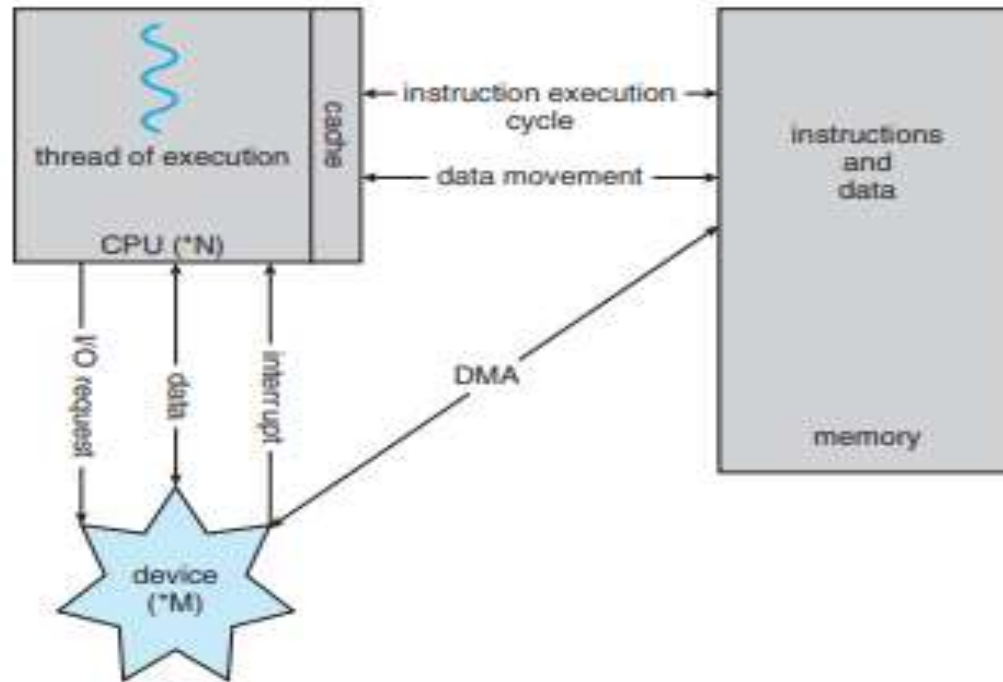 thread of execution
CPU (*N)
cache
instruction execution
cycle
data movement
instructions
and
data
memory
I/O request
data
interrupt
DMA
device
(*M)